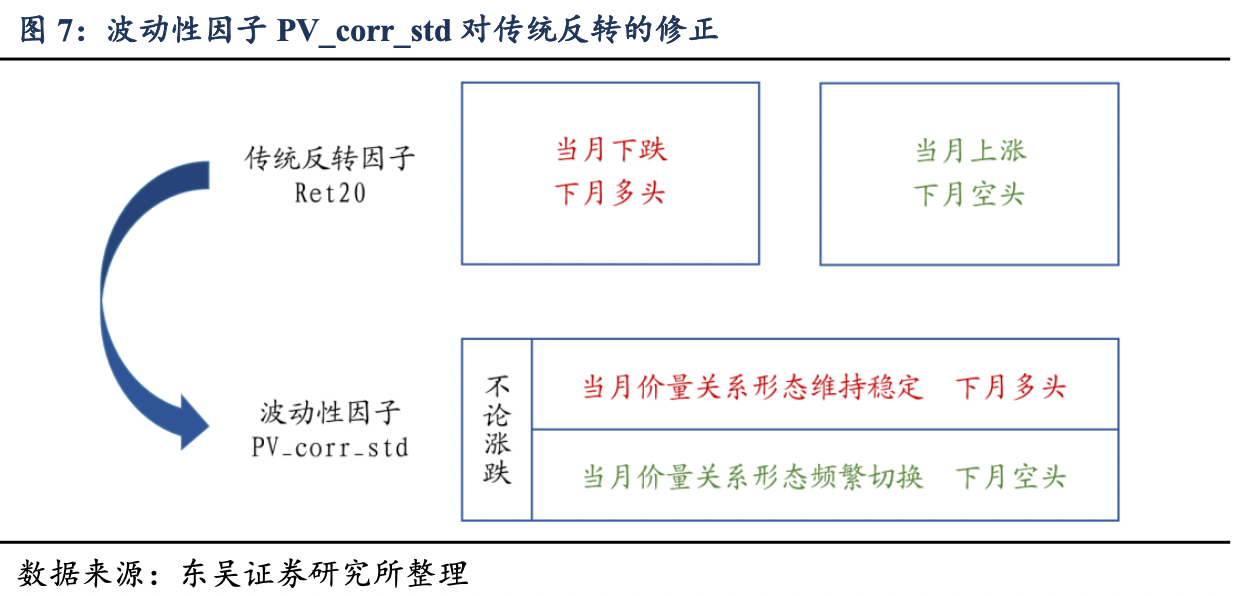 图 7：波动性因子 PV_corr_std 对传统反转的修正
传统反转因子
Ret20
当月下跌
下月多头
当月上涨
下月空头
波动性因子
PV_corr_std
不论涨跌
当月价量关系形态维持稳定 下月多头
当月价量关系形态频繁切换 下月空头
数据来源：东吴证券研究所整理